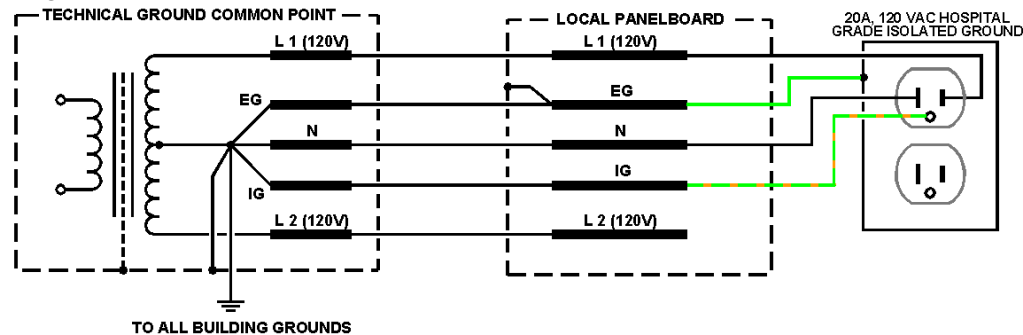 TECHNICAL GROUND COMMON POINT
LOCAL PANELBOARD
20A, 120 VAC HOSPITAL
GRADE ISOLATED GROUND
L 1 (120V)
L 1 (120V)
EG
EG
N
N
IG
IG
L 2 (120V)
L 2 (120V)
TO ALL BUILDING GROUNDS